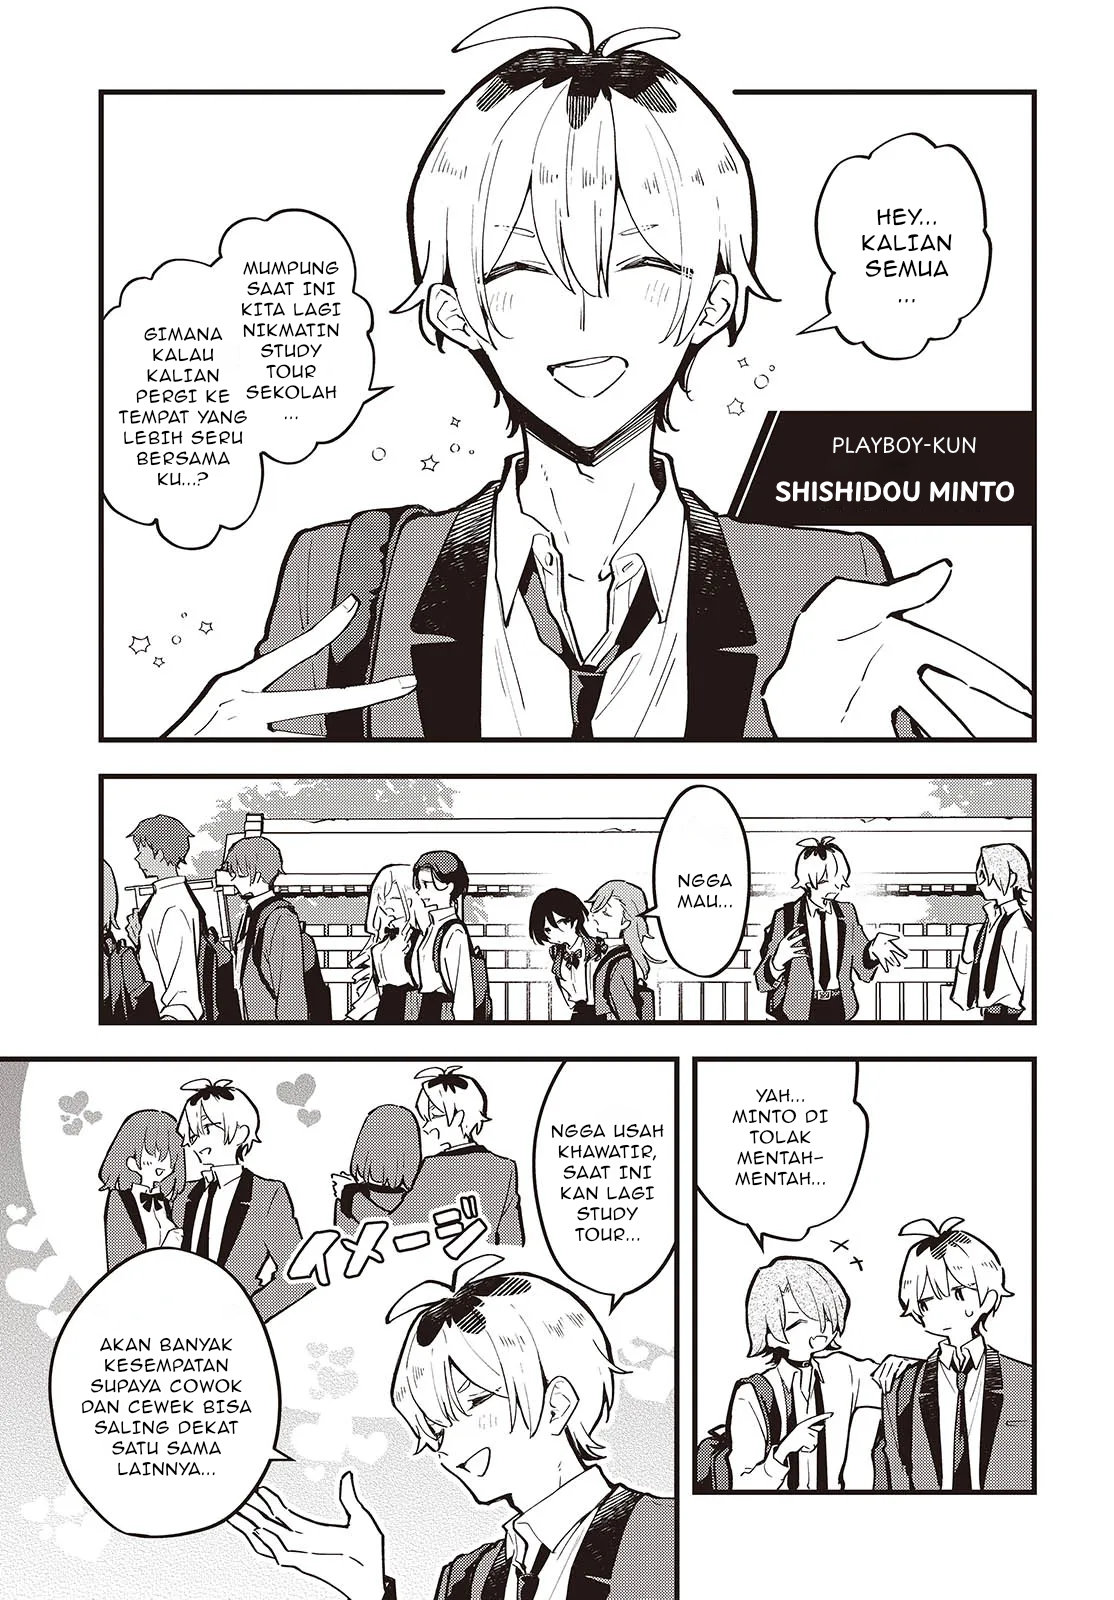 HEY...
KALIAN
SEMUA
...
MUMPUNG
SAAT INI
KITA LAGI
NIKMATIN
STUDY
TOUR
SEKOLAH
...
GIMANA
KALAU
KALIAN
PERGI KE
TEMPAT YANG
LEBIH SERU
BERSAMA
KU...?
PLAYBOY-KUN
SHISHIDOU MINTO
NGGA
MAU...
YAH...
MINTO DI
TOLAK
MENTAH-
MENTAH...
NGGA USAH
KHAWATIR,
SAAT INI
KAN LAGI
STUDY
TOUR...
イメージ
AKAN BANYAK
KESEMPATAN
SUPAYA COWOK
DAN CEWEK BISA
SALING DEKAT
SATU SAMA
LAINNYA...